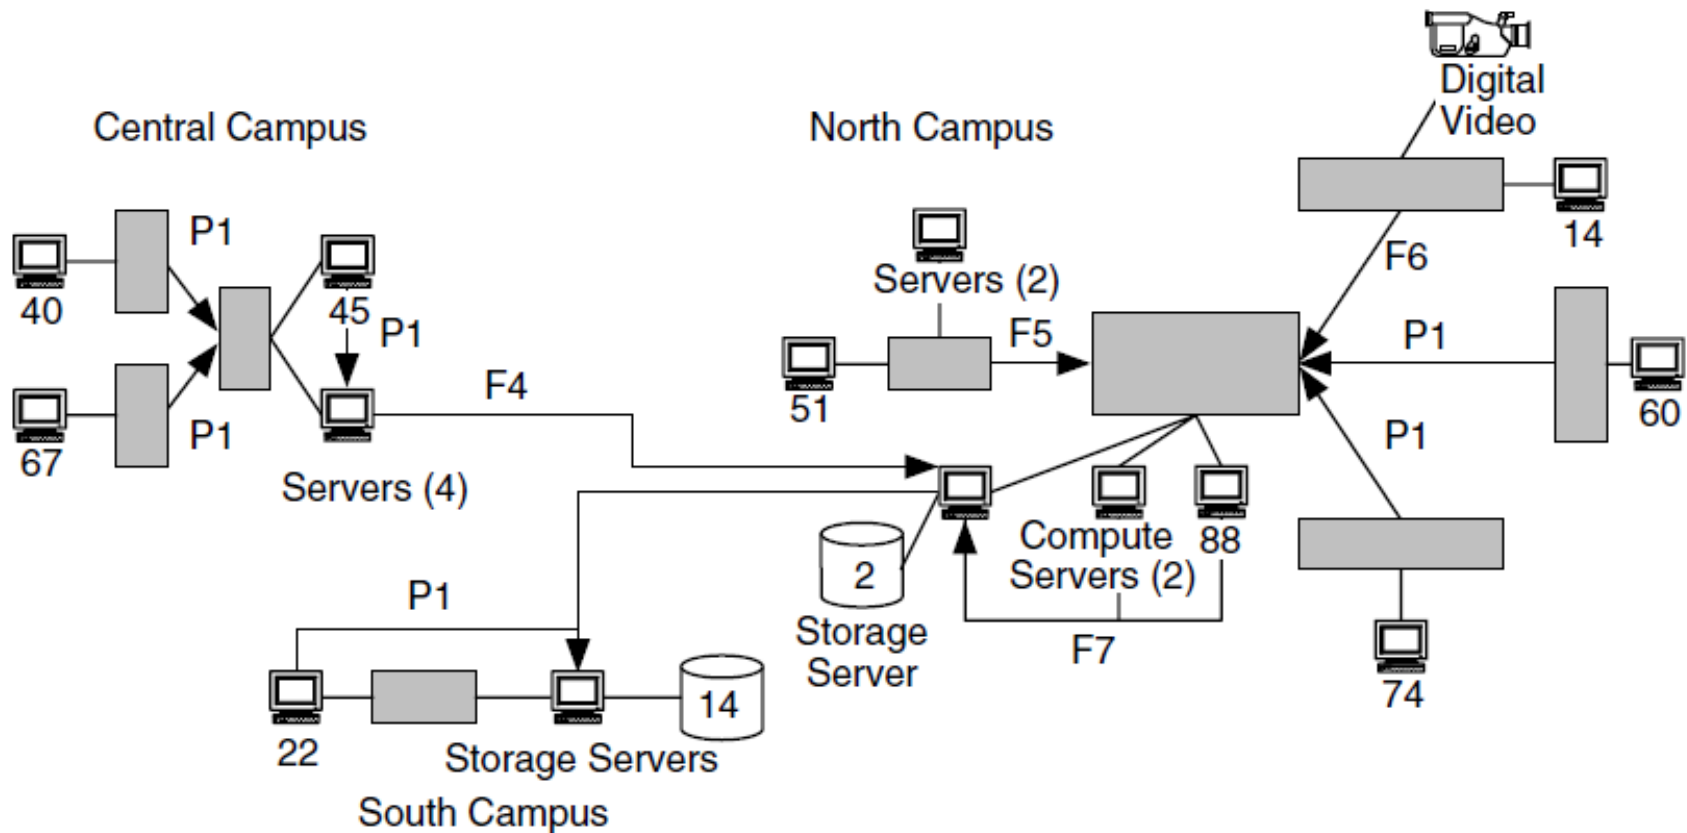 Digital
Video
Central Campus
North Campus
P1
14
F6
Servers (2)
40
45
P1
F5
P1
51
60
F4
P1
67
P1
Servers (4)
Compute
Servers (2)
88
2
P1
Storage
Server
F7
74
14
22
Storage Servers
South Campus